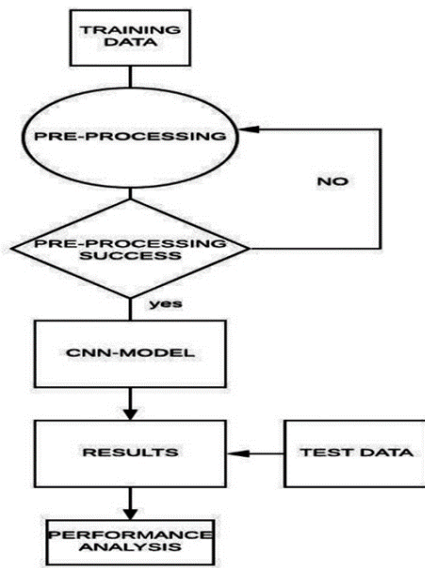 TRAINING
DATA
PRE-PROCESSING
NO
PRE-PROCESSING
SUCCESS
yes
CNN-MODEL
RESULTS
TEST DATA
PERFORMANCE
ANALYSIS